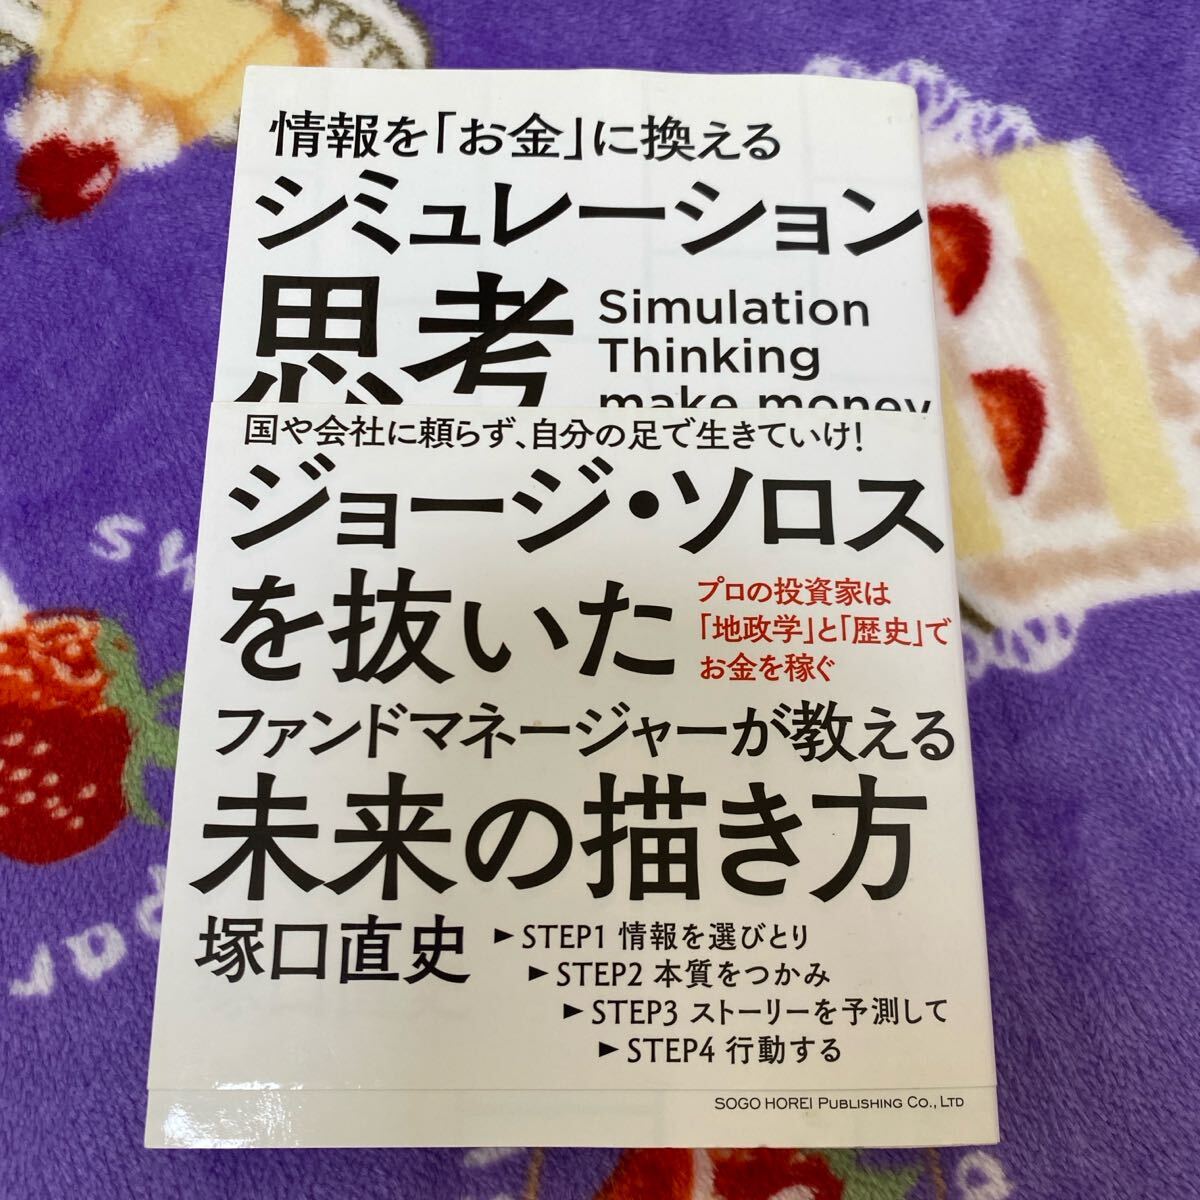 情報を「お金」に換える
シミュレーション
思考
Simulation
Thinking
make money
国や会社に頼らず、自分の足で生きていけ!
ジョージ・ソロス
を抜いた
プロの投資家は
「地政学」と「歴史」で
お金を稼ぐ
ファンドマネージャーが教える
未来の描き方
塚口直史
►STEP1 情報を選びとり
►STEP2 本質をつかみ
►STEP3 ストーリーを予測して
►STEP4 行動する
SOGO HOREI PUBLISHING CO., LTD